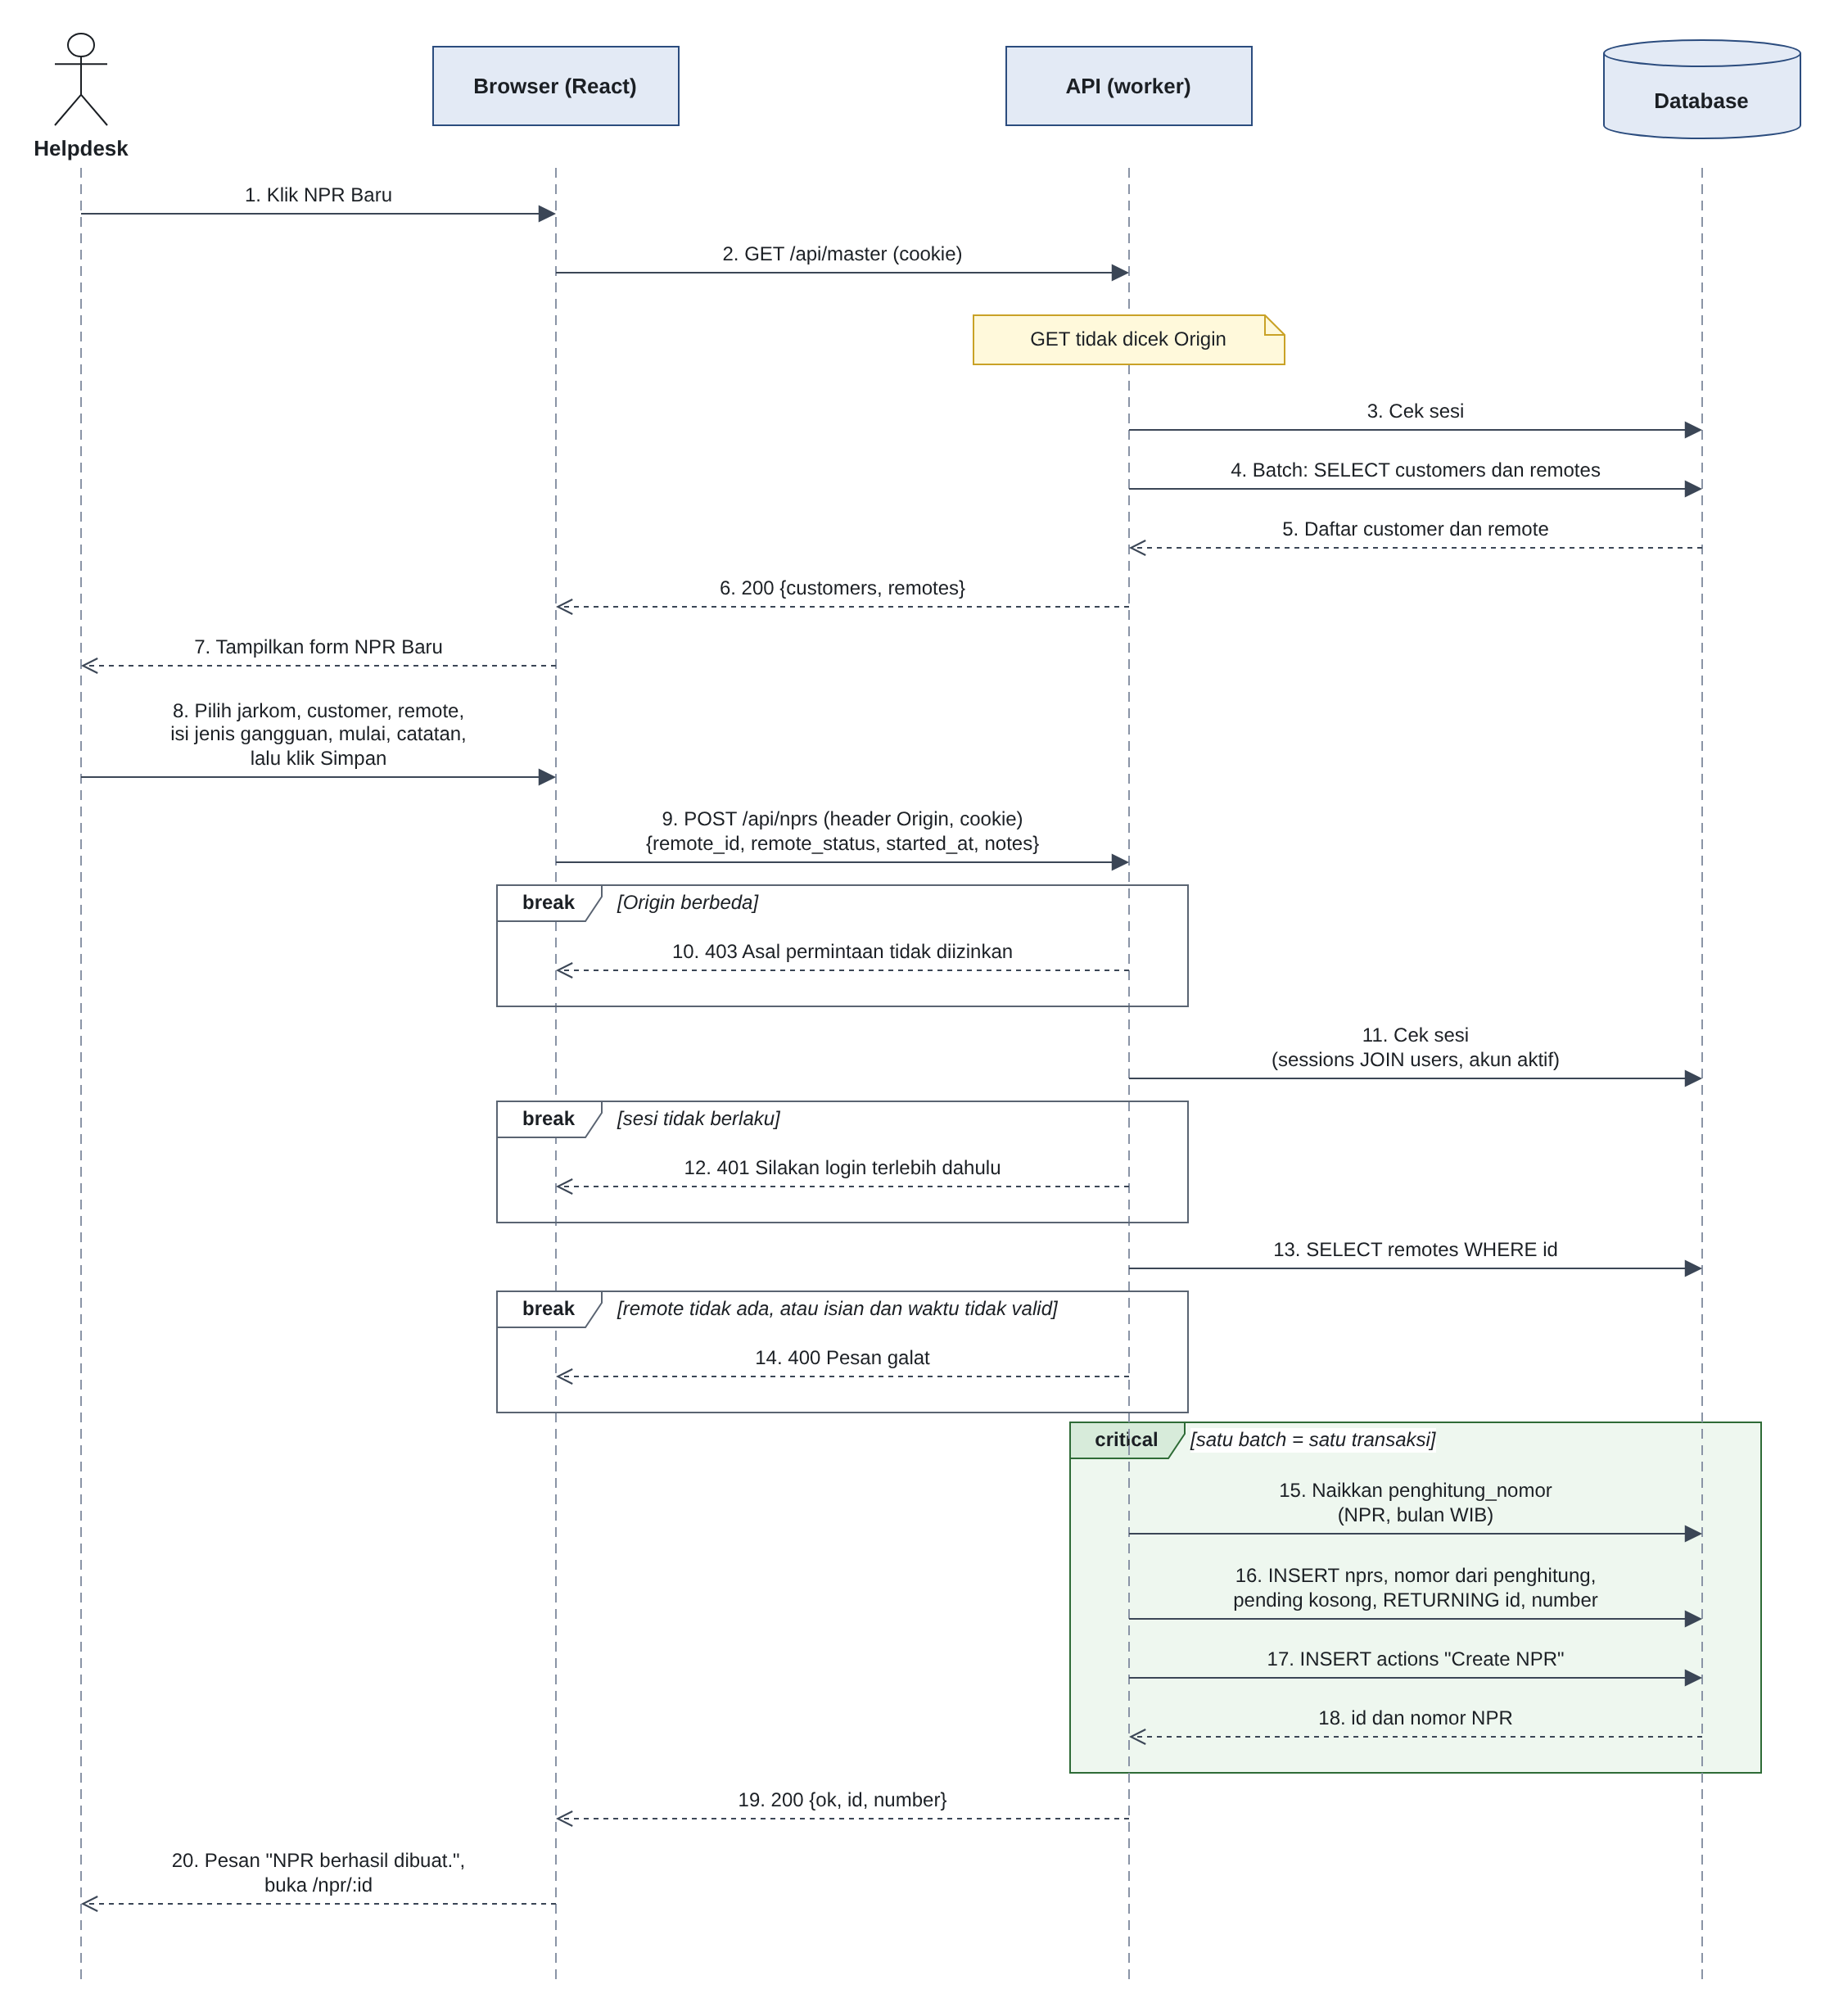 Browser (React)
API (worker)
Database
Helpdesk
1. Klik NPR Baru
2. GET /api/master (cookie)
GET tidak dicek Origin
3. Cek sesi
4. Batch: SELECT customers dan remotes
5. Daftar customer dan remote
6. 200 {customers, remotes}
7. Tampilkan form NPR Baru
8. Pilih jarkom, customer, remote,
isi jenis gangguan, mulai, catatan,
lalu klik Simpan
9. POST /api/nprs (header Origin, cookie)
{remote_id, remote_status, started_at, notes}
break [Origin berbeda]
10. 403 Asal permintaan tidak diizinkan
11. Cek sesi
(sessions JOIN users, akun aktif)
break [sesi tidak berlaku]
12. 401 Silakan login terlebih dahulu
13. SELECT remotes WHERE id
break [remote tidak ada, atau isian dan waktu tidak valid]
14. 400 Pesan galat
critical [satu batch = satu transaksi]
15. Naikkan penghitung_nomor
(NPR, bulan WIB)
16. INSERT nprs, nomor dari penghitung,
pending kosong, RETURNING id, number
17. INSERT actions "Create NPR"
18. id dan nomor NPR
19. 200 {ok, id, number}
20. Pesan "NPR berhasil dibuat.",
buka /npr/:id